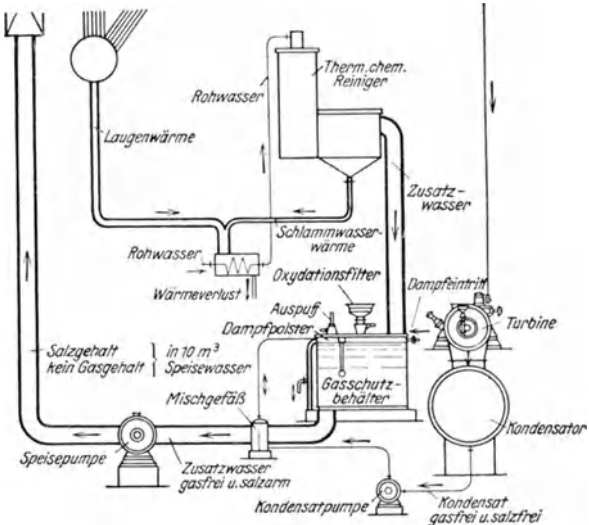 Therm.chem.
Reiniger
Rohwasser
Laugenwärme
Zusatz-
wasser
Schlammwasser-
wärme
Rohwasser
Oxydationsfilter
Wärmeverlust
Dampfeintritt
Auspuff
Dampfpolster
Turbine
Salzgehalt
kein Gasgehalt
in 10 m³
Speisewasser
Gasschutz-
behälter
Mischgefäß
Kondensator
Speisepumpe
Zusatzwasser
gasfrei u. salzarm
Kondensatpumpe
Kondensat
gasfrei u. salzfrei